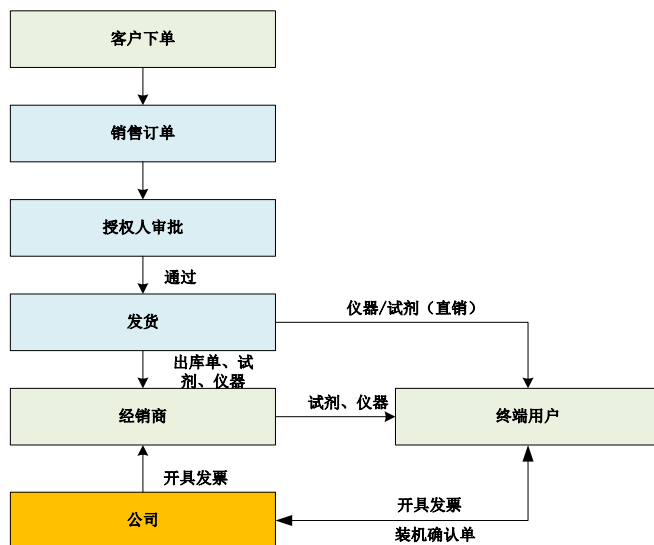 客户下单
销售订单
授权人审批
通过
发货
仪器/试剂（直销）
出库单、试
剂、仪器
经销商
试剂、仪器
终端用户
开具发票
公司
开具发票
装机确认单